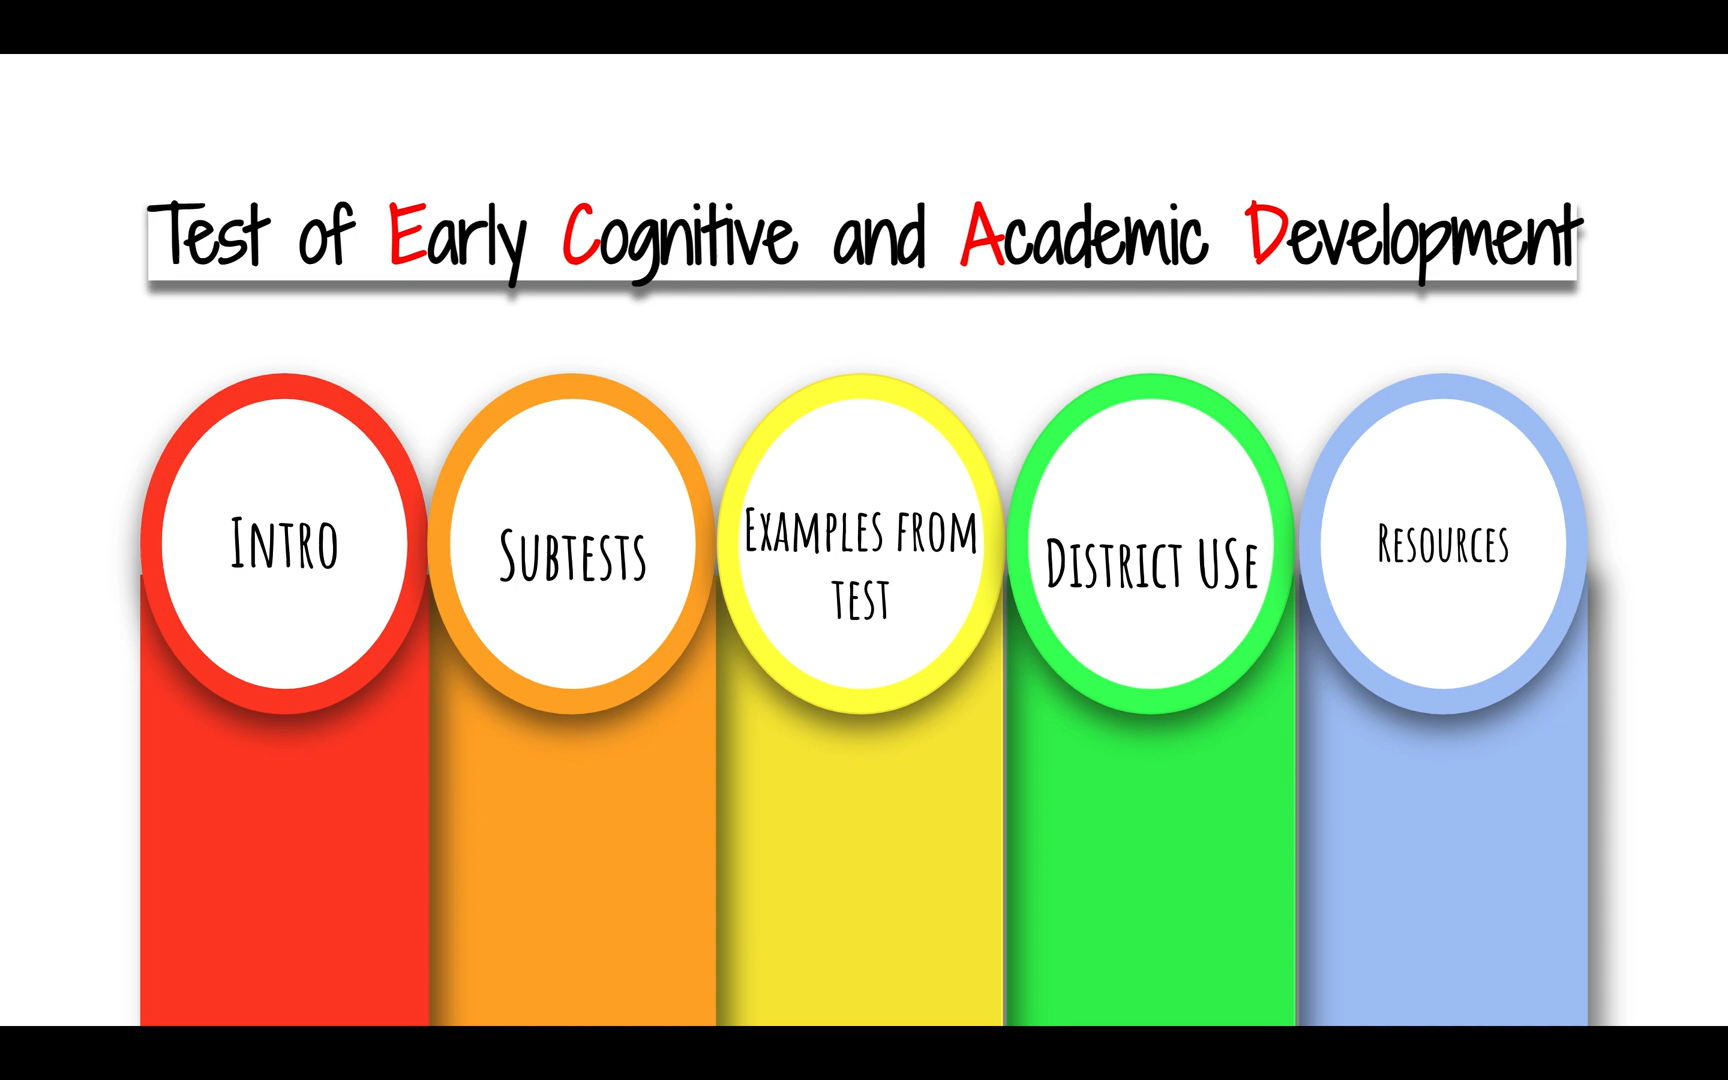 Test of Early Cognitive and Academic Development
Intro
Subtests
Examples from
test
District USe
Resources